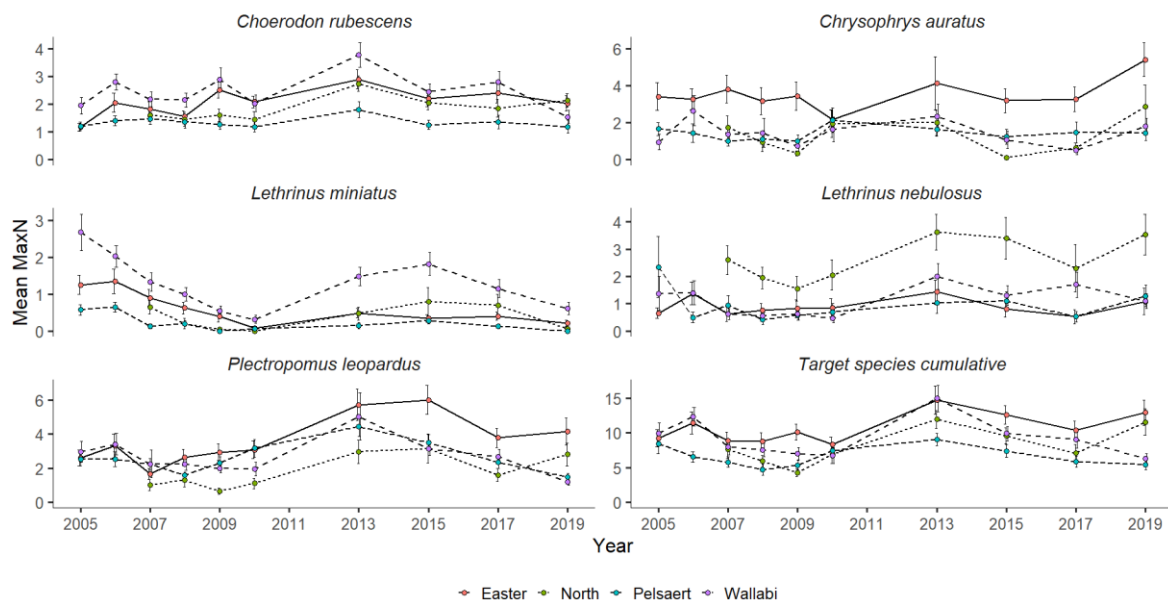 Choerodon rubescens
Chrysophrys auratus
4
3
2
1
0
6
4
2
0
Lethrinus miniatus
Lethrinus nebulosus
3
2
1
0
4
3
2
1
0
Mean MaxN
Plectropomus leopardus
Target species cumulative
6
4
2
0
15
10
5
0
2005 2007 2009 2011 2013 2015 2017 2019
2005 2007 2009 2011 2013 2015 2017 2019
Year
Easter North Pelsaert Wallabi